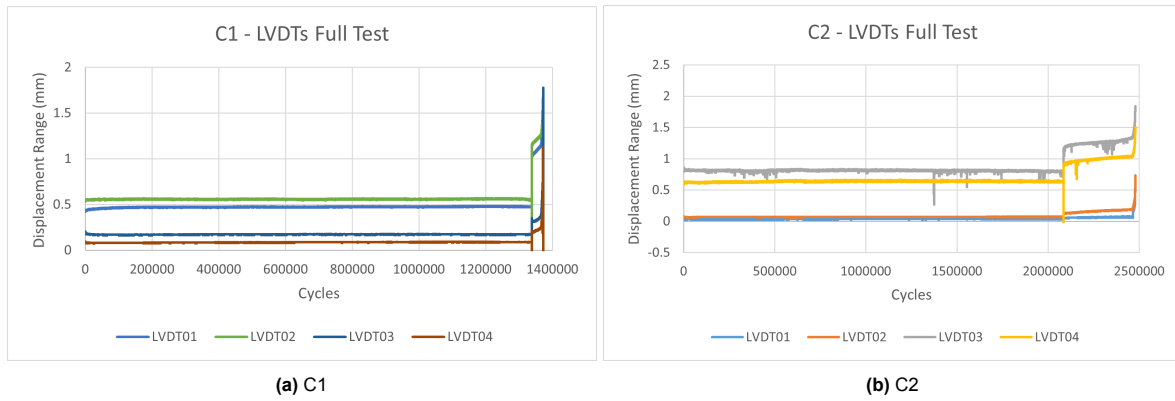 C1 - LVDTs Full Test
Displacement Range (mm)
2
1.5
1
0.5
0
0 200000 400000 600000 800000 1000000 1200000 1400000
Cycles
LVDT01 LVDT02 LVDT03 LVDT04
(a) C1
C2 - LVDTs Full Test
Displacement Range (mm)
2.5
2
1.5
1
0.5
0
-0.5
0 500000 1000000 1500000 2000000 2500000
Cycles
LVDT01 LVDT02 LVDT03 LVDT04
(b) C2